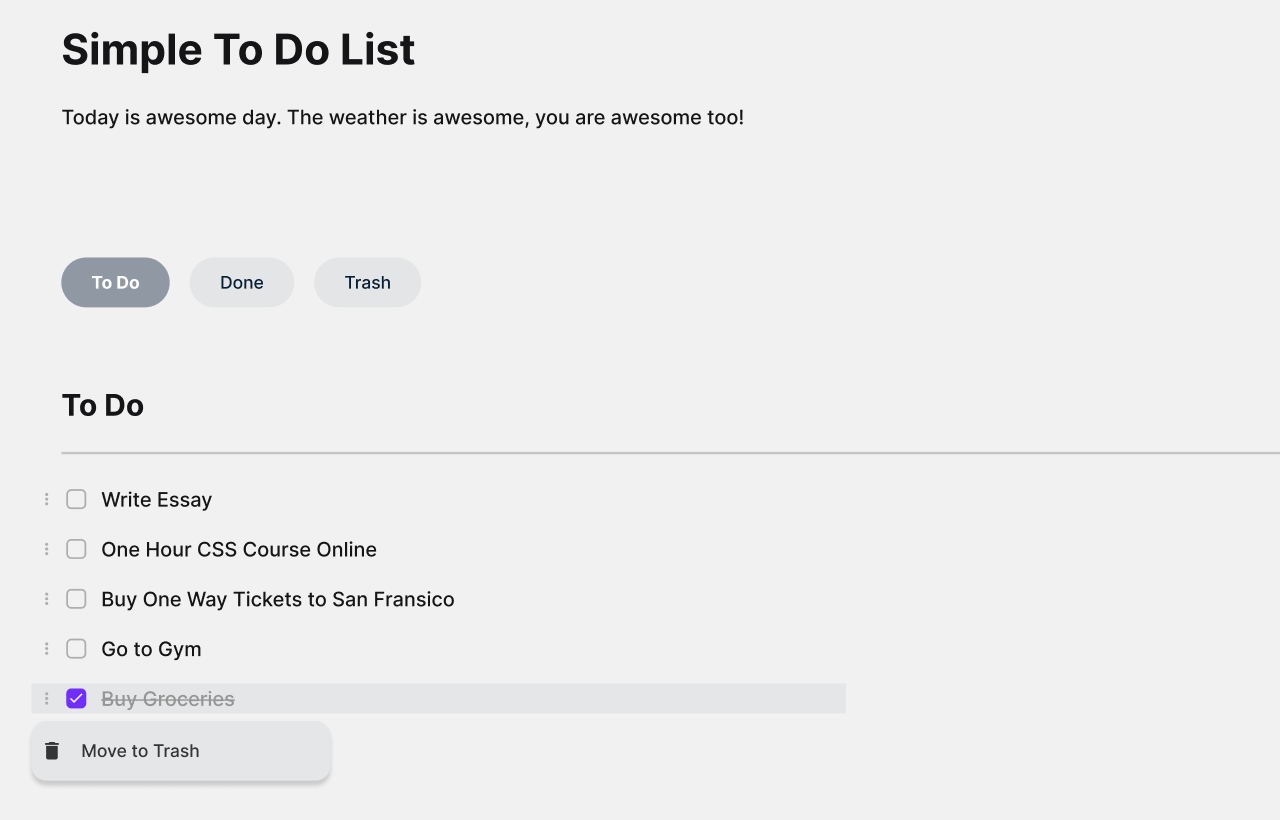 Simple To Do List
Today is awesome day. The weather is awesome, you are awesome too!
To Do
Done
Trash
To Do
Write Essay
One Hour CSS Course Online
Buy One Way Tickets to San Fransico
Go to Gym
Buy Groceries
Move to Trash